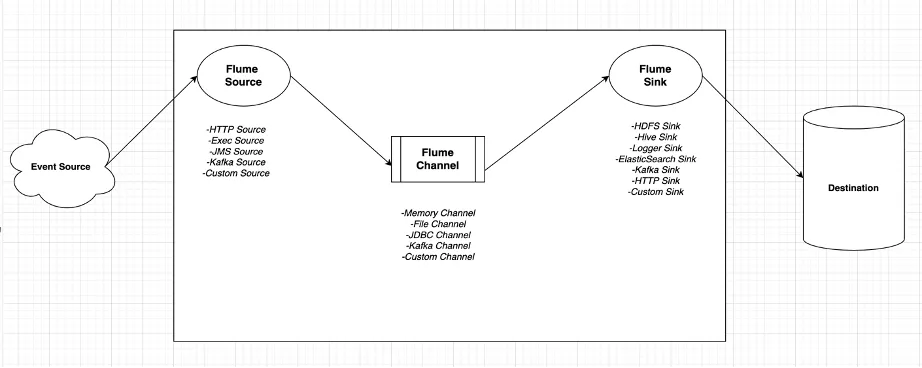 Event Source
Flume
Source
-HTTP Source
-Exec Source
-JMS Source
-Kafka Source
-Custom Source
Flume
Channel
-Memory Channel
-File Channel
-JDBC Channel
-Kafka Channel
-Custom Channel
Flume
Sink
-HDFS Sink
-Hive Sink
-Logger Sink
-ElasticSearch Sink
-Kafka Sink
-HTTP Sink
-Custom Sink
Destination